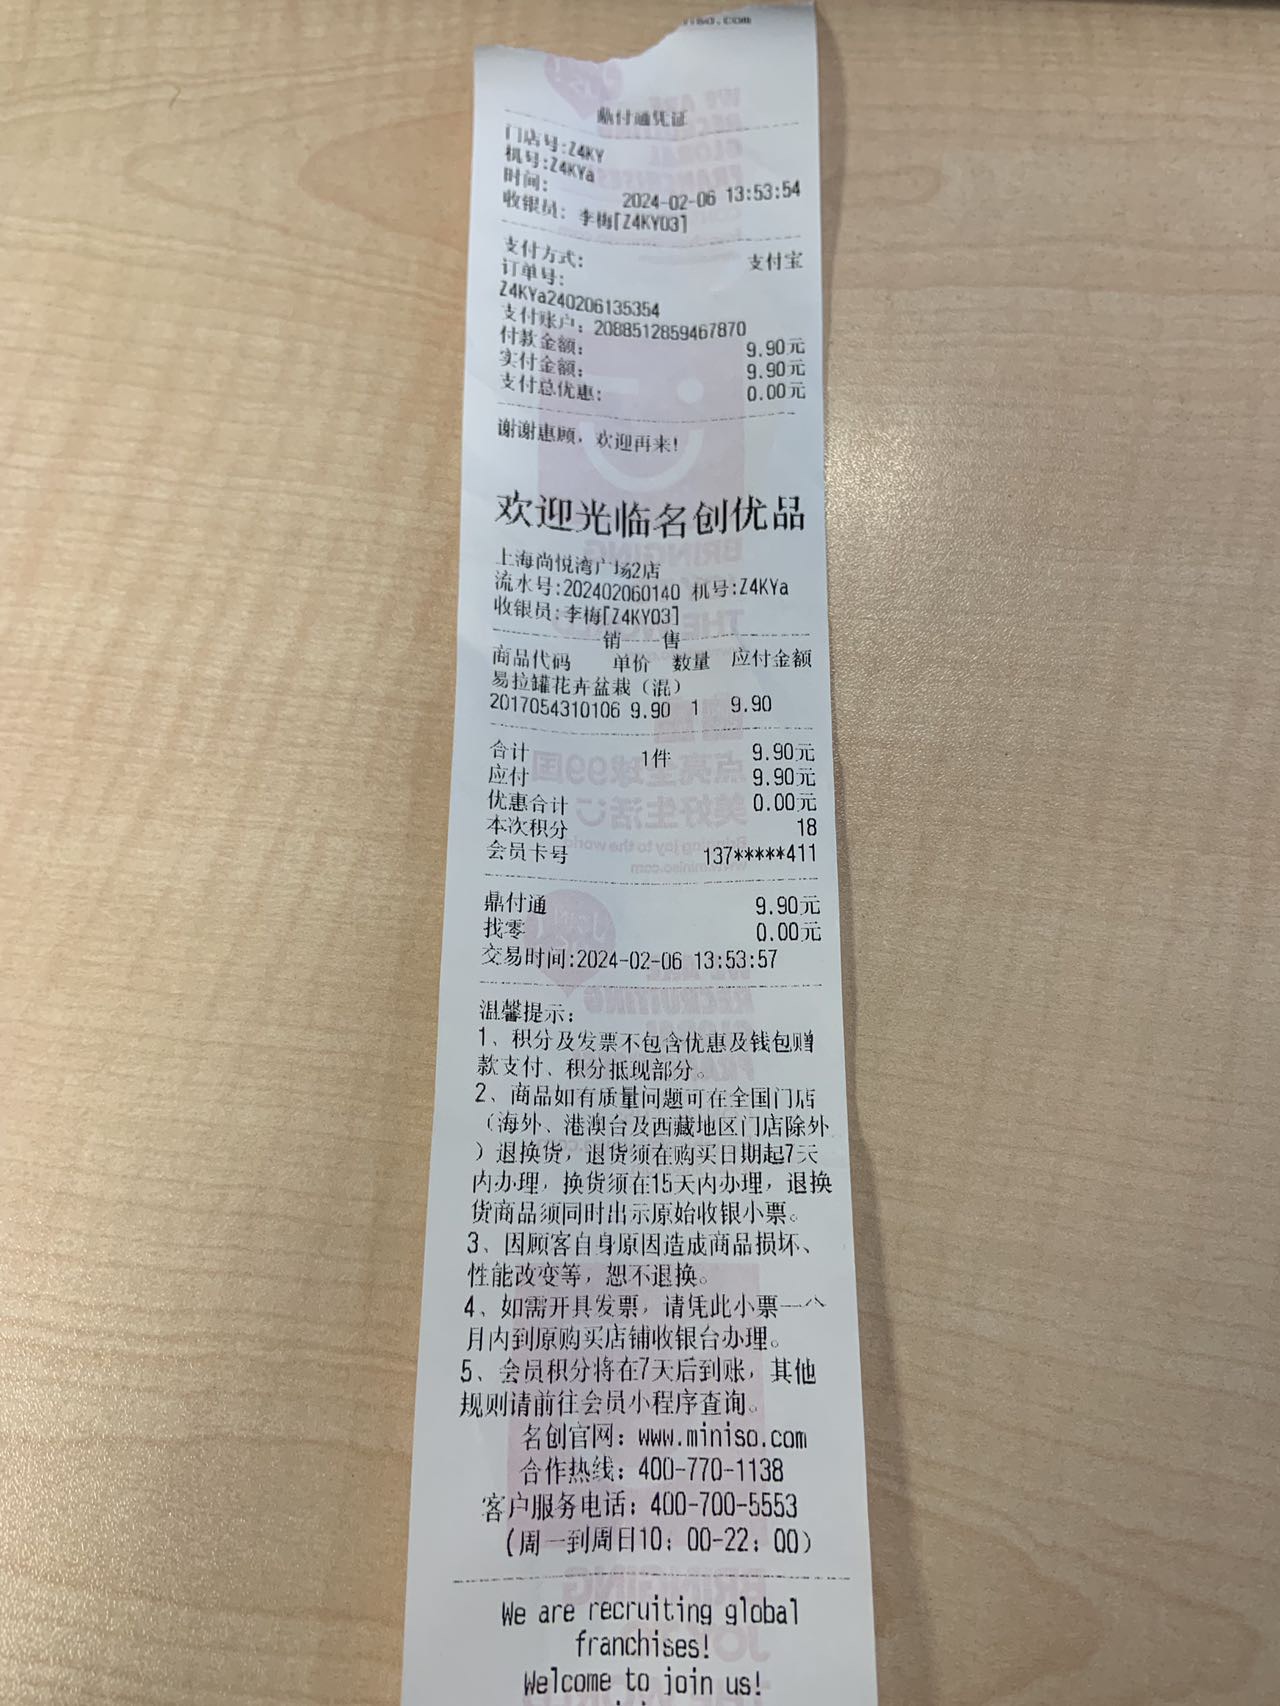 iso.com
鼎付通凭证
门店号:Z4KY
机号:Z4KYa
时间: 2024-02-06 13:53:54
收银员: 李梅[Z4KY03]
支付方式: 支付宝
订单号:
Z4KYa240206135354
支付账户: 2088512859467870
付款金额: 9.90元
实付金额: 9.90元
支付总优惠: 0.00元
谢谢惠顾,欢迎再来!
欢迎光临名创优品
上海尚悦湾广场2店
流水号:202402060140 机号:Z4KYa
收银员:李梅[Z4KY03]
销----售
商品代码 单价 数量 应付金额
易拉罐花卉盆栽（混）
2017054310106 9.90 1 9.90
合计 1件 9.90元
应付 9.90元
优惠合计 0.00元
本次积分 18
会员卡号 137*****411
鼎付通 9.90元
找零 0.00元
交易时间:2024-02-06 13:53:57
温馨提示:
1、积分及发票不包含优惠及钱包赠
款支付、积分抵现部分。
2、商品如有质量问题可在全国门店
（海外、港澳台及西藏地区门店除外
）退换货，退货须在购买日期起7天
内办理，换货须在15天内办理，退换
货商品须同时出示原始收银小票。
3、因顾客自身原因造成商品损坏、
性能改变等，恕不退换。
4、如需开具发票，请凭此小票一个
月内到原购买店铺收银台办理。
5、会员积分将在7天后到账，其他
规则请前往会员小程序查询。
名创官网：www.miniso.com
合作热线：400-770-1138
客户服务电话：400-700-5553
(周一到周日10：00-22：00)
We are recruiting global
franchises!
Welcome to join us!